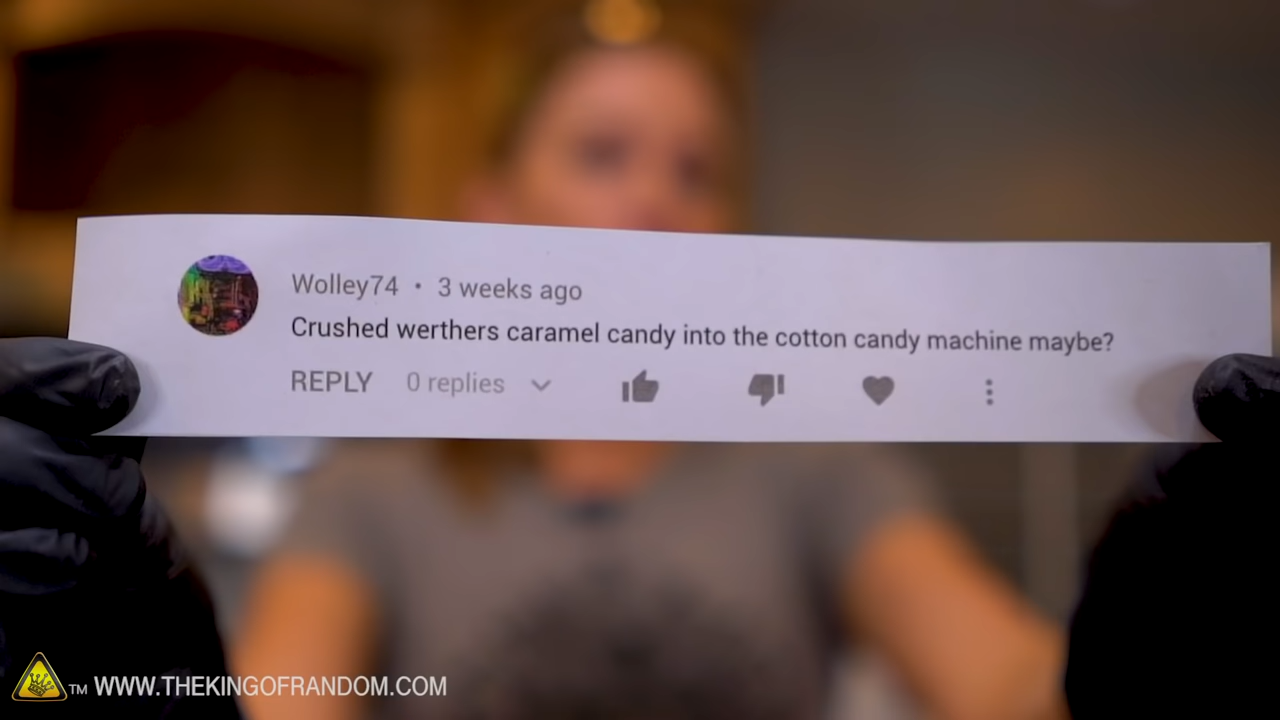 Wolley74 • 3 weeks ago
Crushed werthers caramel candy into the cotton candy machine maybe?
REPLY 0 replies
TM WWW.THEKINGOFRANDOM.COM